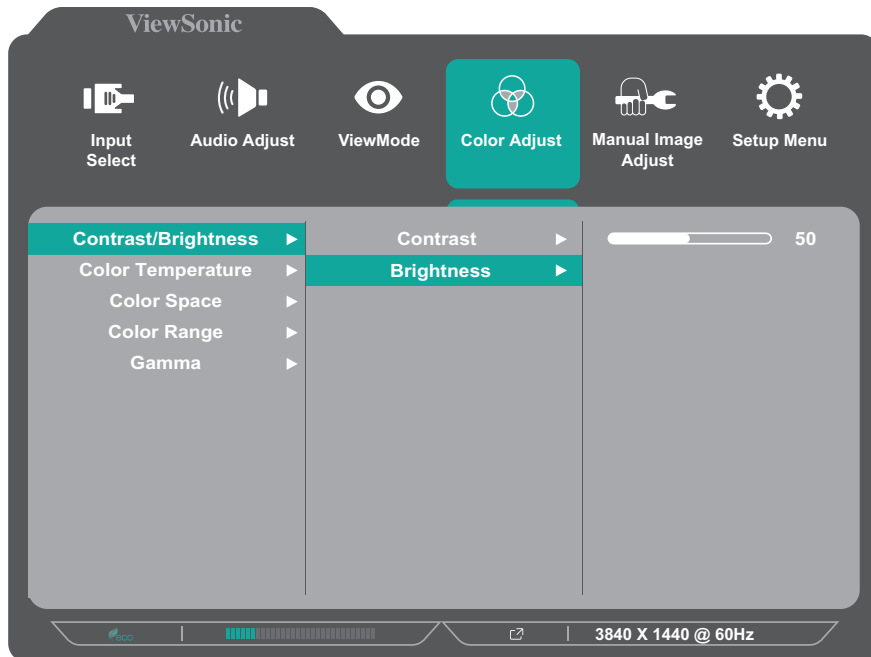 ViewSonic
Input
Select
Audio Adjust
ViewMode
Color Adjust
Manual Image
Adjust
Setup Menu
Contrast/Brightness
Color Temperature
Color Space
Color Range
Gamma
Contrast
Brightness
50
eco
3840 X 1440 @ 60Hz